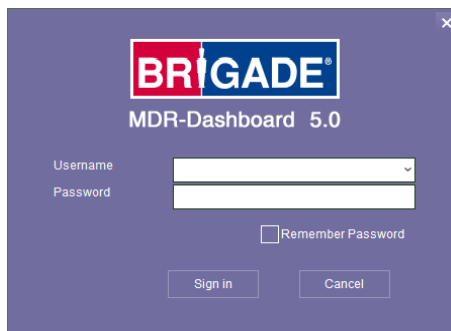 BRIGADE®
MDR-Dashboard 5.0
Username
Password
Remember Password
Sign in Cancel